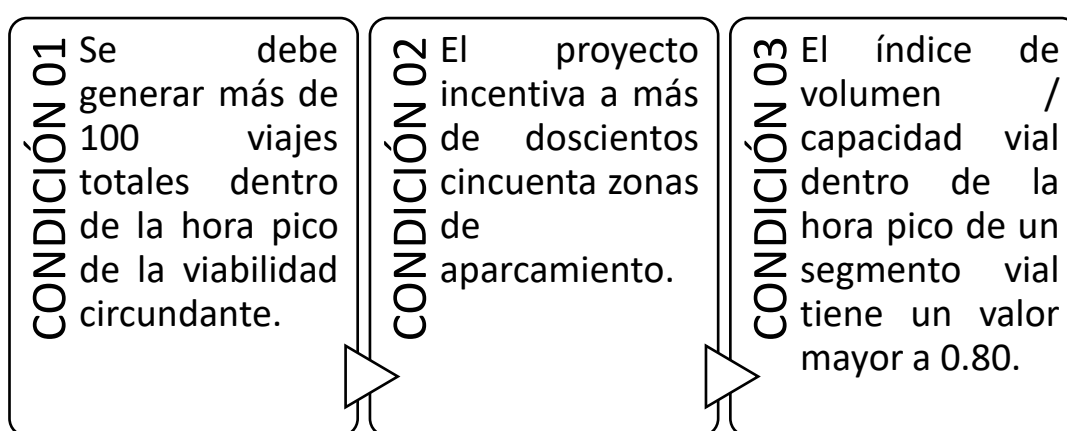 CONDICIÓN 01
Se debe
generar más de
100 viajes
totales dentro
de la hora pico
de la viabilidad
circundante.
CONDICIÓN 02
El proyecto
incentiva a más
de doscientos
cincuenta zonas
de
aparcamiento.
CONDICIÓN 03
El índice de
volumen /
capacidad vial
dentro de la
hora pico de un
segmento vial
tiene un valor
mayor a 0.80.